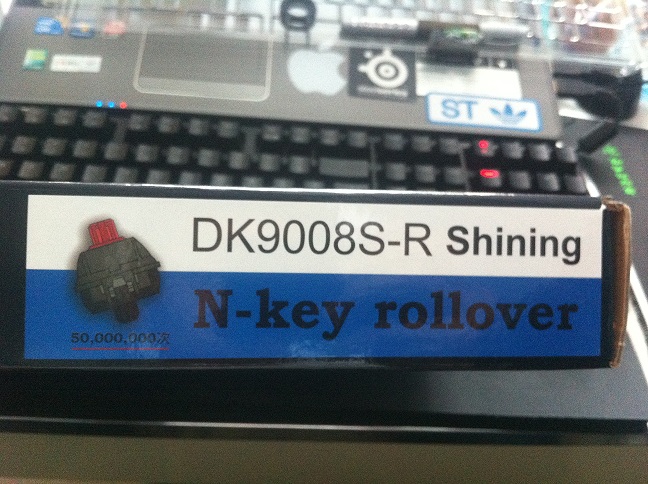 ST
DK9008S-R Shining
N-key rollover
50,000,000次